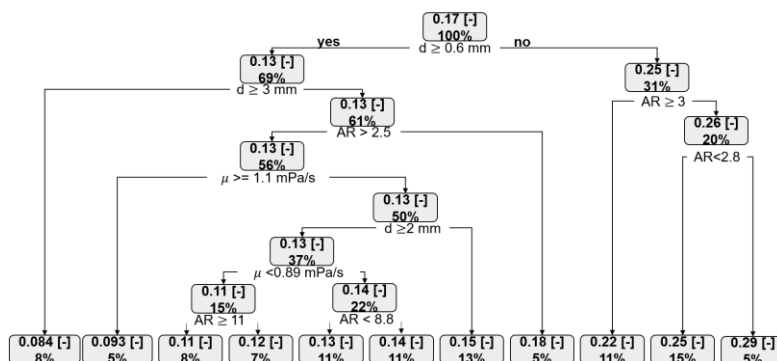 0.17 [-]
100%
yes
d ≥ 0.6 mm
no
0.13 [-]
69%
d ≥ 3 mm
0.25 [-]
31%
AR ≥ 3
0.13 [-]
61%
AR > 2.5
0.26 [-]
20%
AR<2.8
0.13 [-]
56%
μ >= 1.1 mPa/s
0.13 [-]
50%
d ≥2 mm
0.13 [-]
37%
μ <0.89 mPa/s
0.11 [-]
15%
AR ≥ 11
0.14 [-]
22%
AR < 8.8
0.084 [-] 0.093 [-] 0.11 [-] 0.12 [-] 0.13 [-] 0.14 [-] 0.15 [-] 0.18 [-] 0.22 [-] 0.25 [-] 0.29 [-]
8% 5% 8% 7% 11% 11% 13% 5% 11% 15% 5%